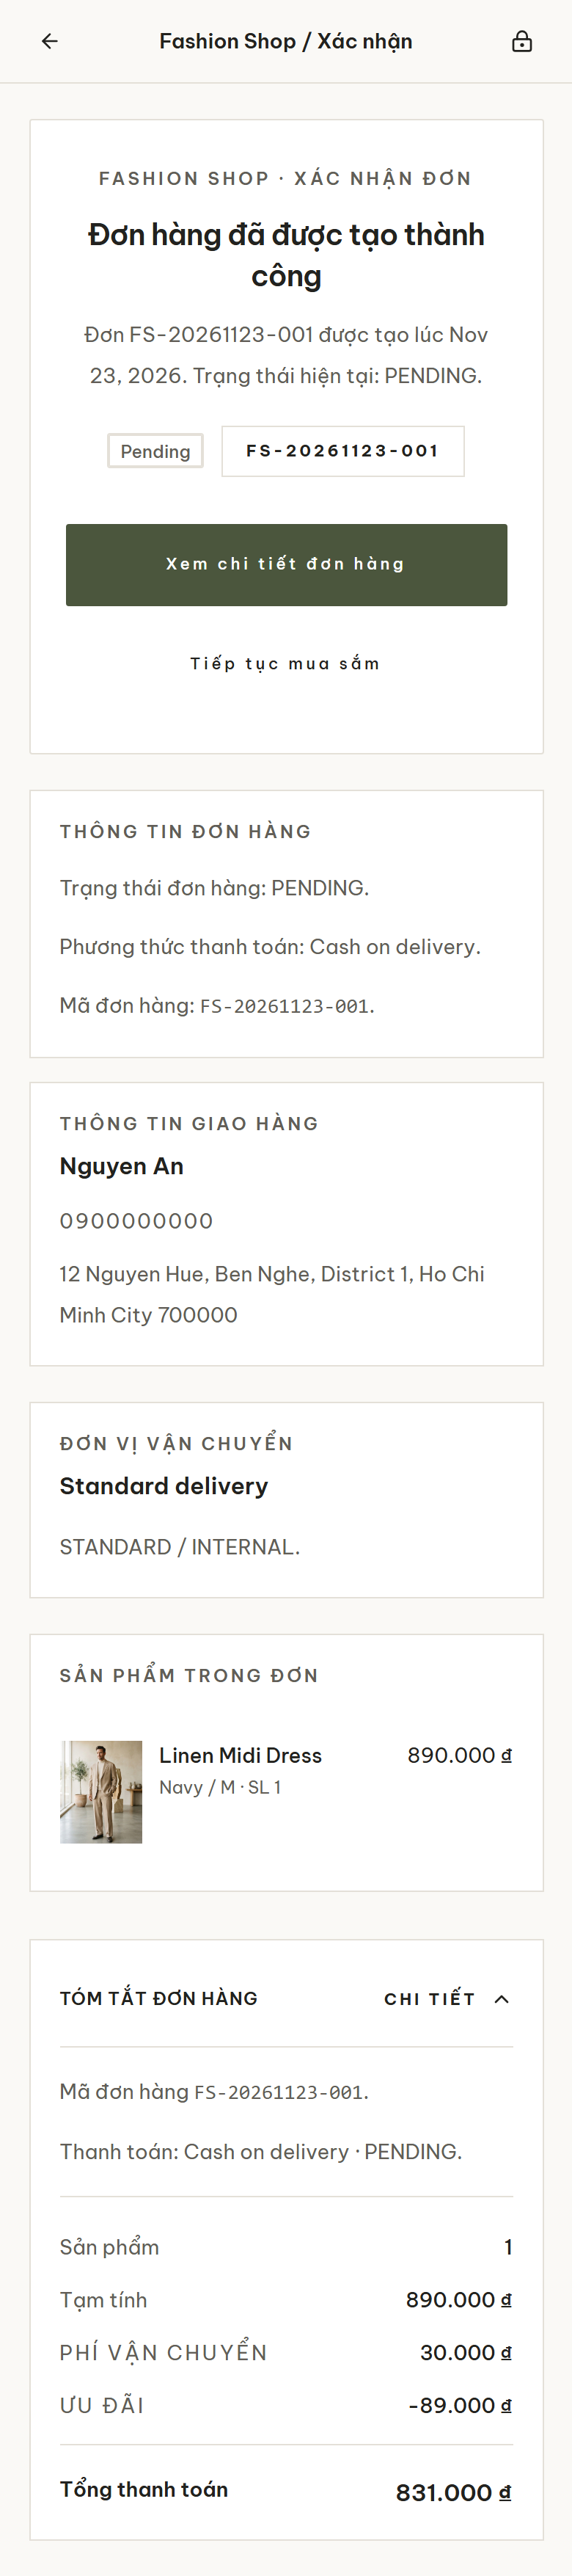 Fashion Shop / Xác nhận
FASHION SHOP · XÁC NHẬN ĐƠN
Đơn hàng đã được tạo thành
công
Đơn FS-20261123-001 được tạo lúc Nov
23, 2026. Trạng thái hiện tại: PENDING.
Pending
FS-20261123-001
Xem chi tiết đơn hàng
Tiếp tục mua sắm
THÔNG TIN ĐƠN HÀNG
Trạng thái đơn hàng: PENDING.
Phương thức thanh toán: Cash on delivery.
Mã đơn hàng: FS-20261123-001.
THÔNG TIN GIAO HÀNG
Nguyen An
0900000000
12 Nguyen Hue, Ben Nghe, District 1, Ho Chi
Minh City 700000
ĐƠN VỊ VẬN CHUYỂN
Standard delivery
STANDARD / INTERNAL.
SẢN PHẨM TRONG ĐƠN
Linen Midi Dress 890.000 ₫
Navy / M · SL 1
TÓM TẮT ĐƠN HÀNG CHI TIẾT
Mã đơn hàng FS-20261123-001.
Thanh toán: Cash on delivery · PENDING.
Sản phẩm 1
Tạm tính 890.000 ₫
PHÍ VẬN CHUYỂN 30.000 ₫
ƯU ĐÃI -89.000 ₫
Tổng thanh toán 831.000 ₫